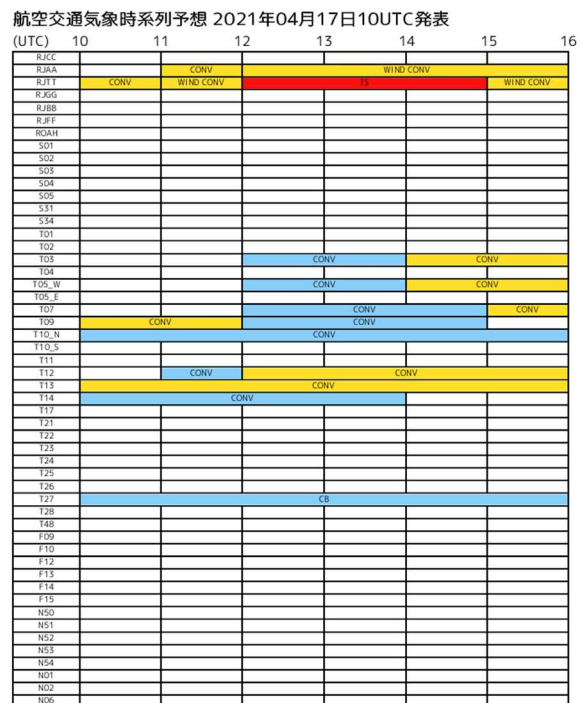 航空交通気象時系列予想 2021年04月17日10UTC発表
(UTC) 10 11 12 13 14 15 16
RJCC
RJAA CONV WIND CONV
RJTT CONV WIND CONV TS WIND CONV
RJGG
RJBB
RJFF
ROAH
S01
S02
S03
S04
S05
S31
S34
T01
T02
T03 CONV CONV
T04
T05_W CONV CONV
T05_E
T07 CONV CONV
T09 CONV CONV
T10_N CONV
T10_S
T11
T12 CONV CONV
T13 CONV
T14 CONV
T17
T21
T22
T23
T24
T25
T26
T27 CB
T28
T48
F09
F10
F12
F13
F14
F15
N50
N51
N52
N53
N54
N01
N02
N06